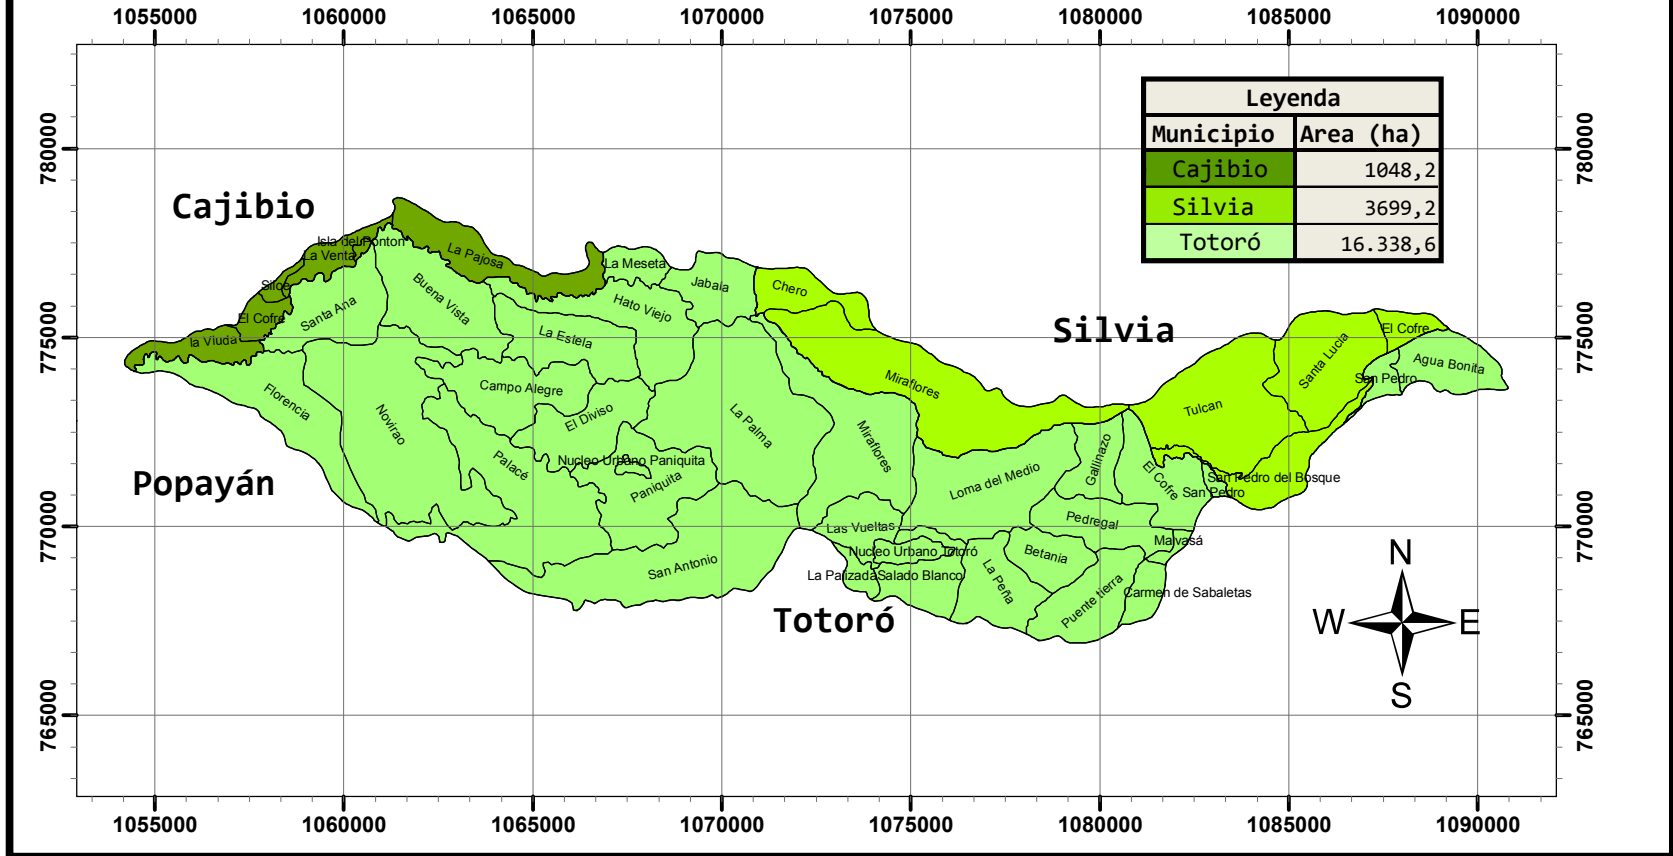 1055000 1060000 1065000 1070000 1075000 1080000 1085000 1090000
Leyenda
Municipio Area (ha)
Cajibio 1048,2
Silvia 3699,2
Totoró 16.338,6
780000 780000
775000 775000
770000 770000
765000 765000
Cajibio
Isla del Ponton
La Venta
La Pajosa
La Meseta
Siloe
El Cofre
la Viuda
Santa Ana
Buena Vista
Hato Viejo
Jabala
Chero
Silvia
La Estela
Miraflores
Santa Lucia
El Cofre
San Pedro
Agua Bonita
Tulcan
Florencia
Novirao
Campo Alegre
El Diviso
La Palma
Miraflores
Popayán
Palacé
Nucleo Urbano Paniquita
Paniquita
Loma del Medio
Gallinazo
El Cofre
San Pedro del Bosque
San Pedro
Las Vueltas
Pedregal
Malvasá
Nucleo Urbano Totoró
Betania
San Antonio
La Palizada
Salado Blanco
La Peña
Puente tierra
Carmen de Sabaletas
Totoró
N
W E
S
1055000 1060000 1065000 1070000 1075000 1080000 1085000 1090000